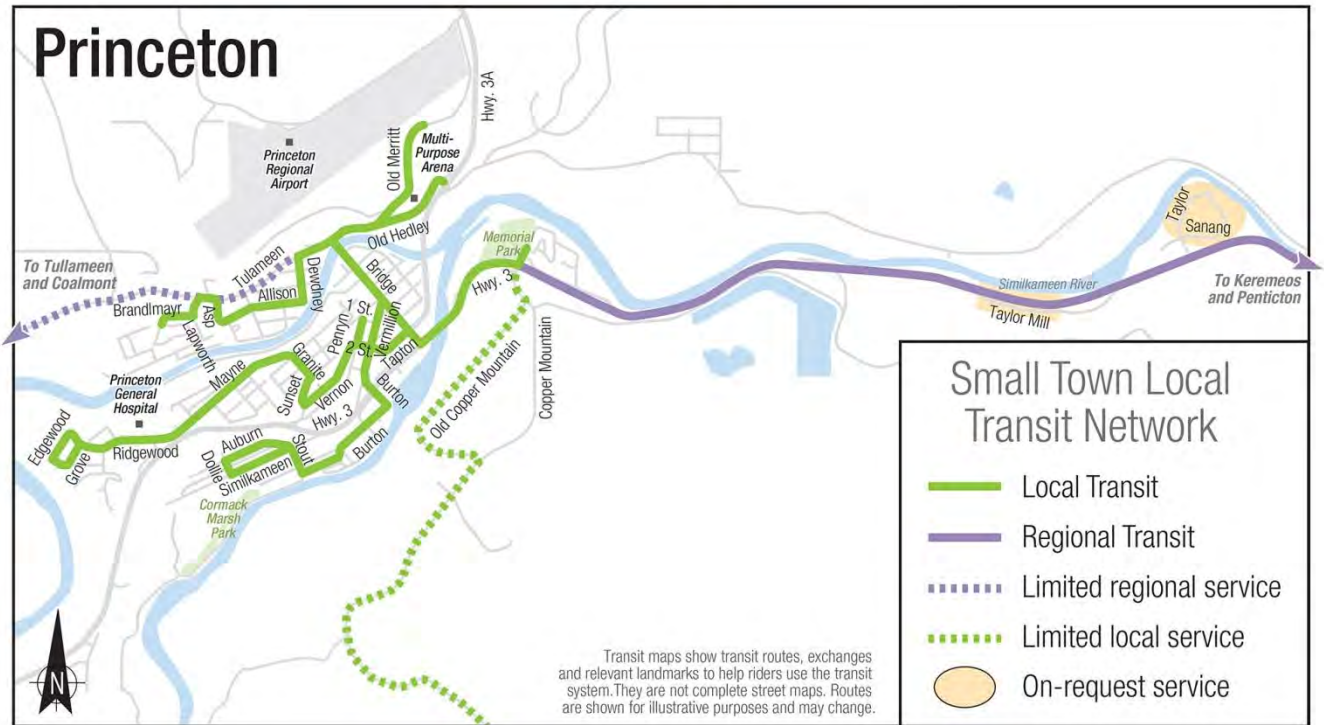 Princeton
Hwy. 3A
Princeton
Regional
Airport
Old Merritt
Multi-
Purpose
Arena
Old Hedley
Memorial
Park
Taylor
Sanang
To Tullameen
and Coalmont
Tulameen
Dewdney
Bridge
Hwy. 3
Similkameen River
To Keremeos
and Penticton
Brandlmayr
Asp
Allison
1 St.
Vermillion
Taylor Mill
Lapworth
Penryn
2 St.
Tapton
Mayne
Granite
Sunset
Vernon
Burton
Old Copper Mountain
Copper Mountain
Princeton
General
Hospital
Hwy. 3
Edgewood
Grove
Ridgewood
Auburn
Stout
Burton
Dollie
Similkameen
Cormack
Marsh
Park
N
Transit maps show transit routes, exchanges
and relevant landmarks to help riders use the transit
system.They are not complete street maps. Routes
are shown for illustrative purposes and may change.
Small Town Local
Transit Network
Local Transit
Regional Transit
Limited regional service
Limited local service
On-request service